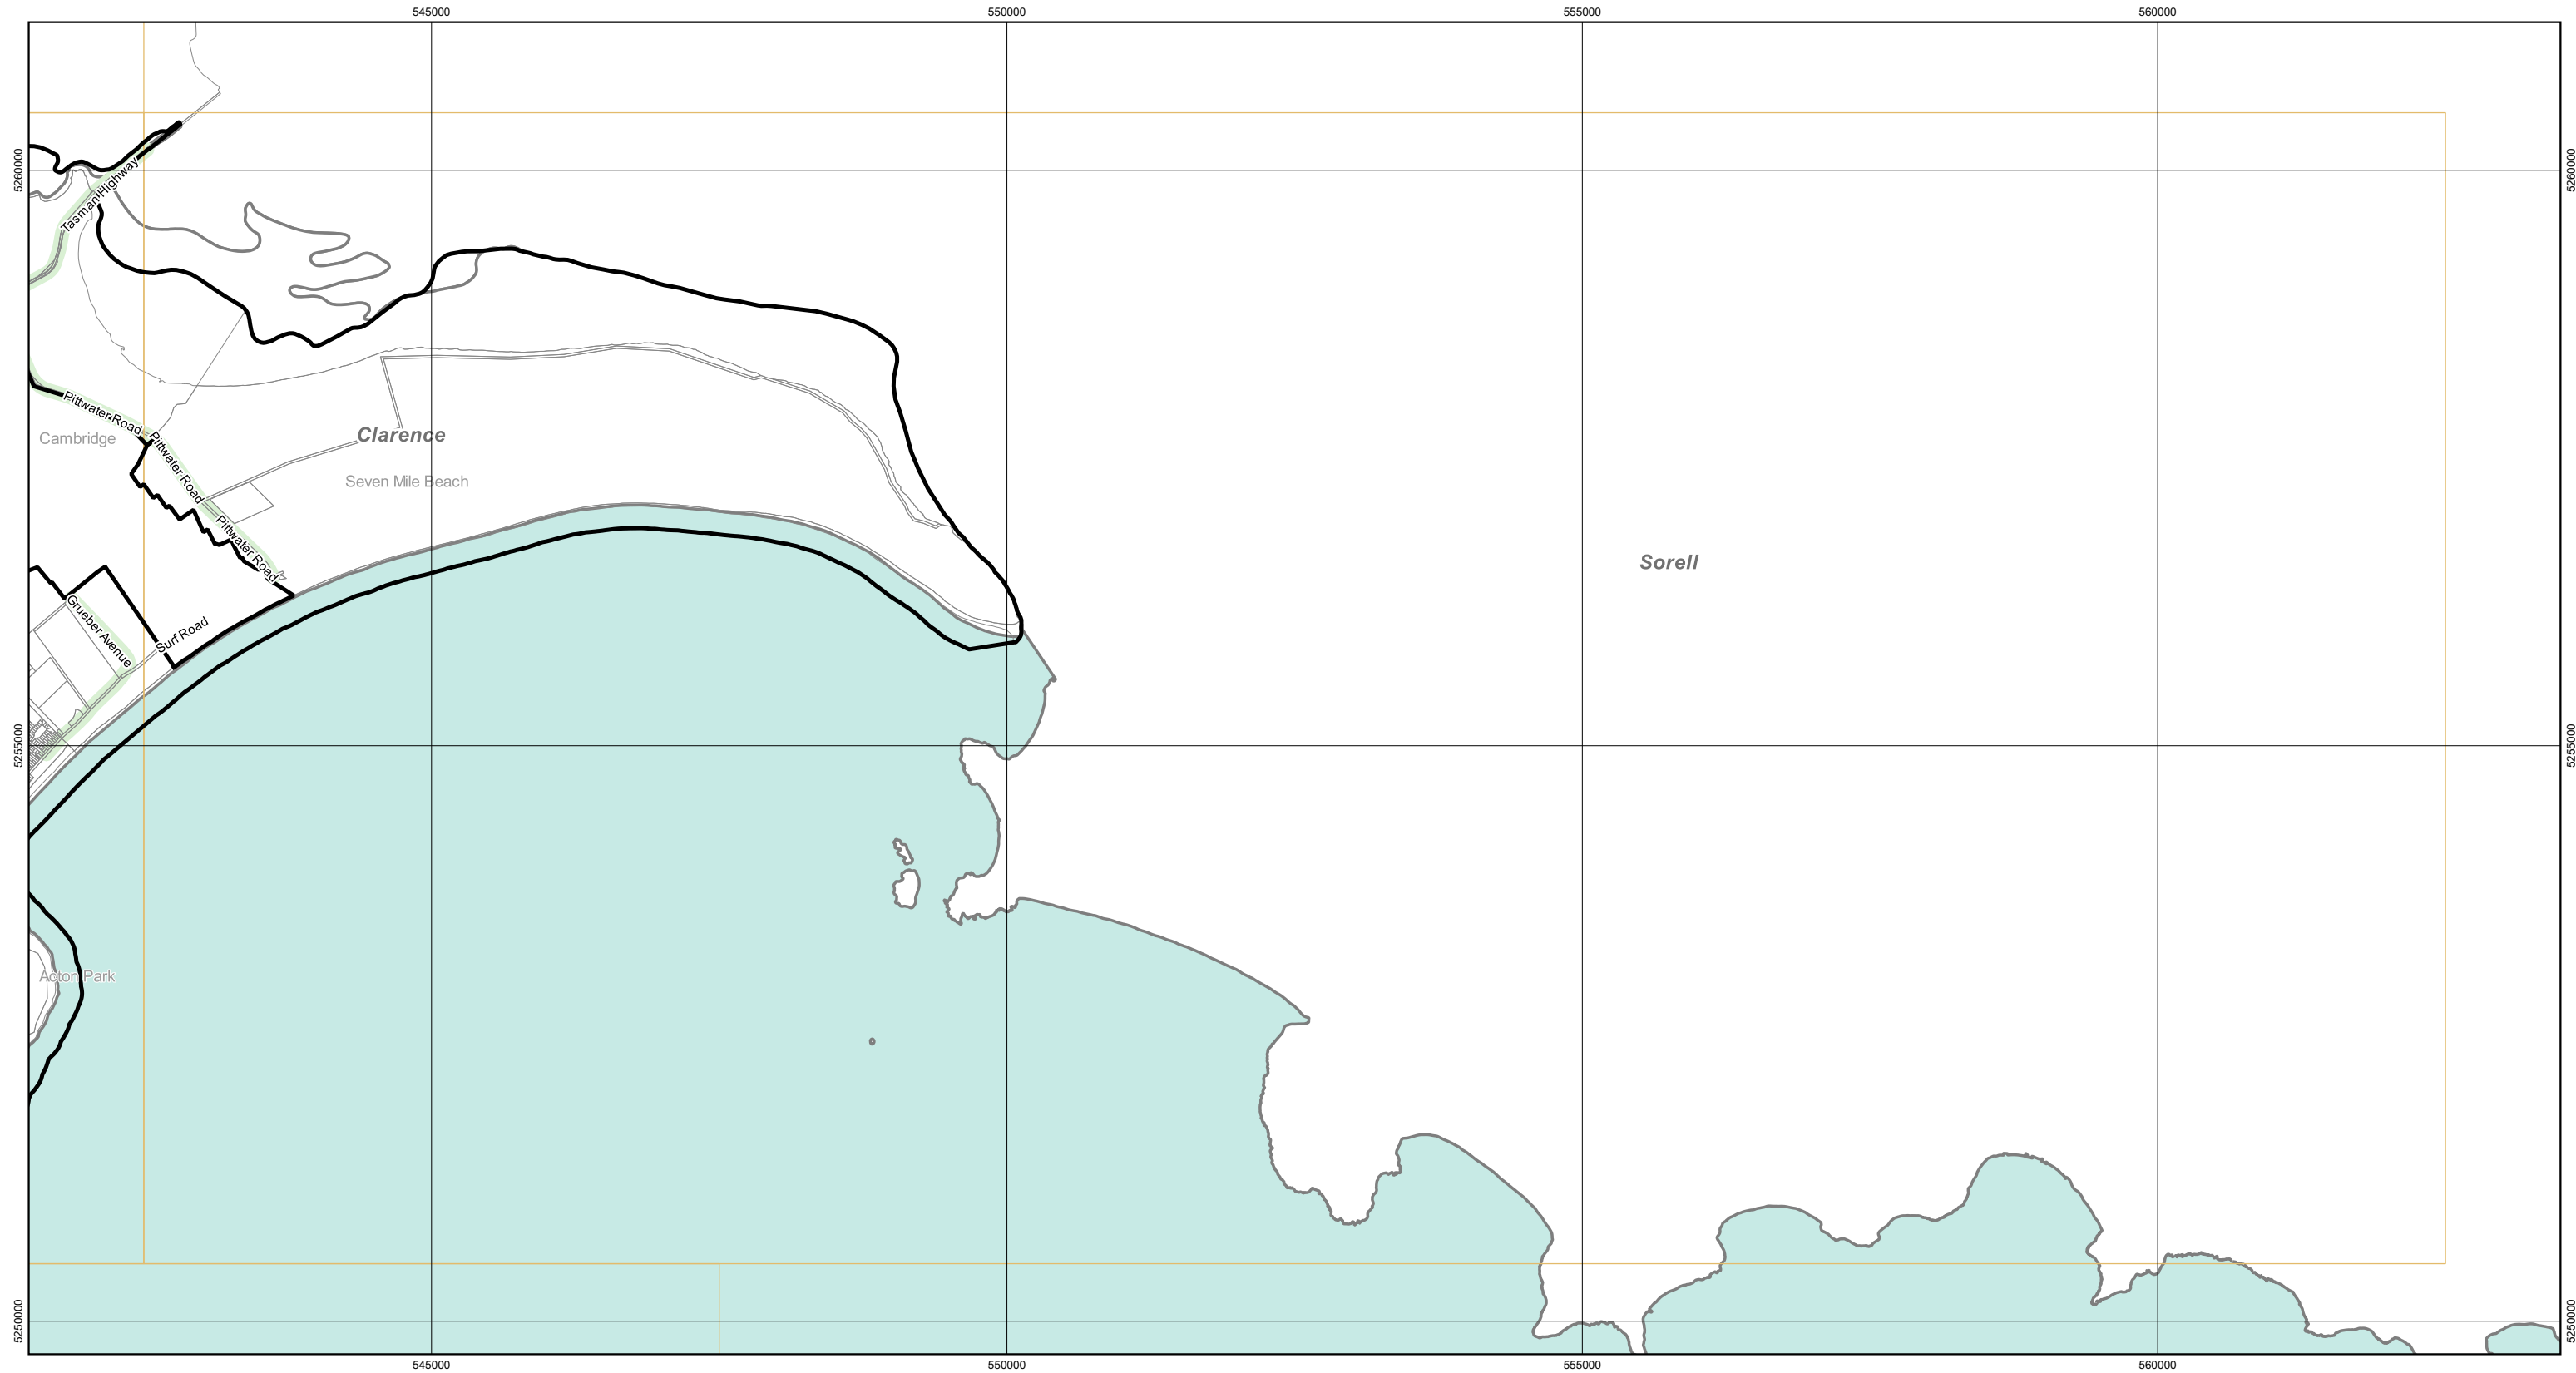 545000 550000 555000 560000
5260000 5260000
Tasman Highway
Pittwater Road
Pittwater Road
Cambridge
Clarence
Seven Mile Beach
Pittwater Road
Sorell
Grueber Avenue
Surf Road
5255000 5255000
Acton Park
5250000 5250000
545000 550000 555000 560000